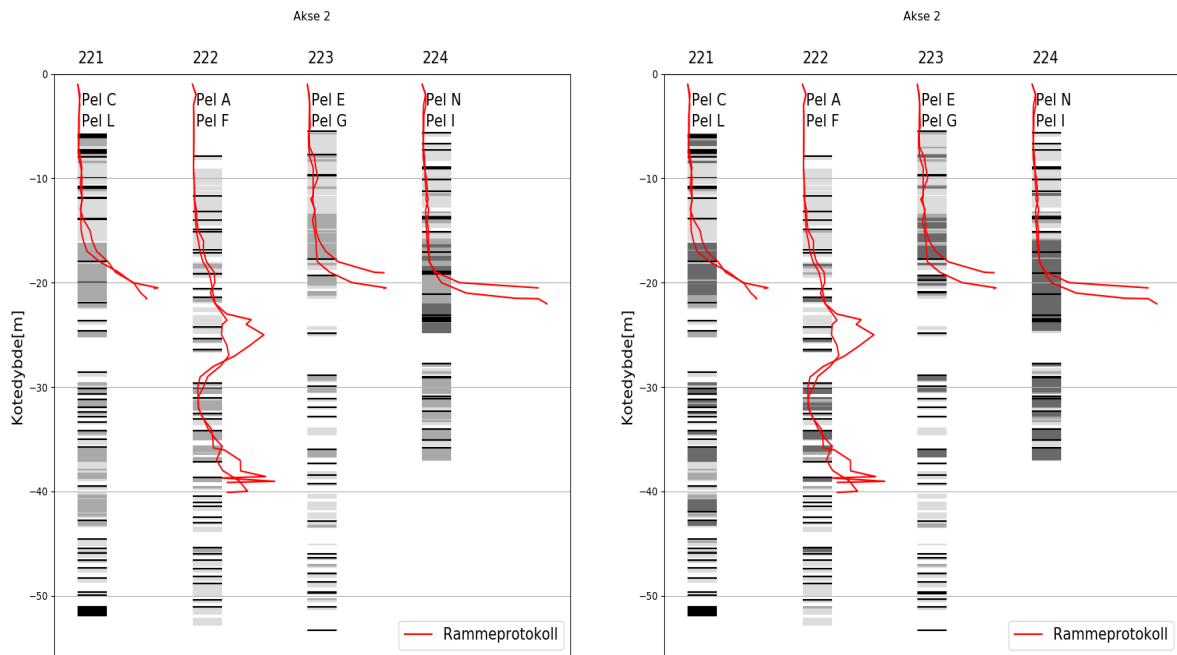 Akse 2
221 222 223 224
Pel C Pel A Pel E Pel N
Pel L Pel F Pel G Pel I
0
−10
−20
−30
−40
−50
Kotedybde[m]
Rammeprotokoll
Akse 2
221 222 223 224
Pel C Pel A Pel E Pel N
Pel L Pel F Pel G Pel I
0
−10
−20
−30
−40
−50
Kotedybde[m]
Rammeprotokoll